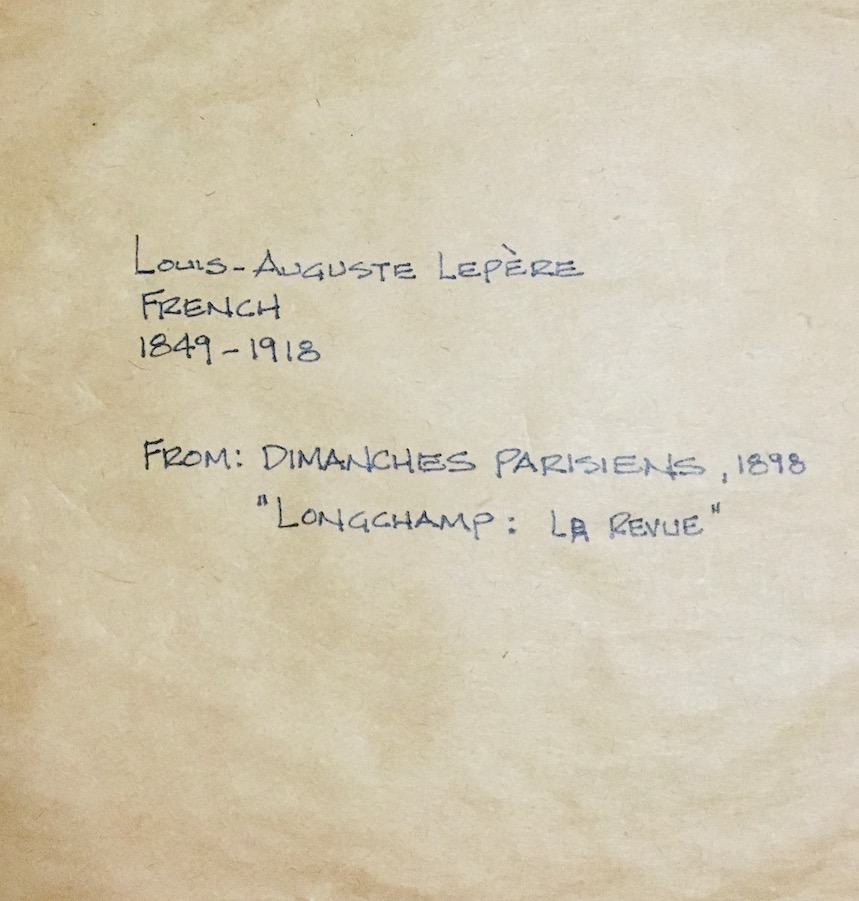 Louis-Auguste Lepère
French
1849-1918
From: Dimanches Parisiens, 1898
"Longchamp: La Revue"